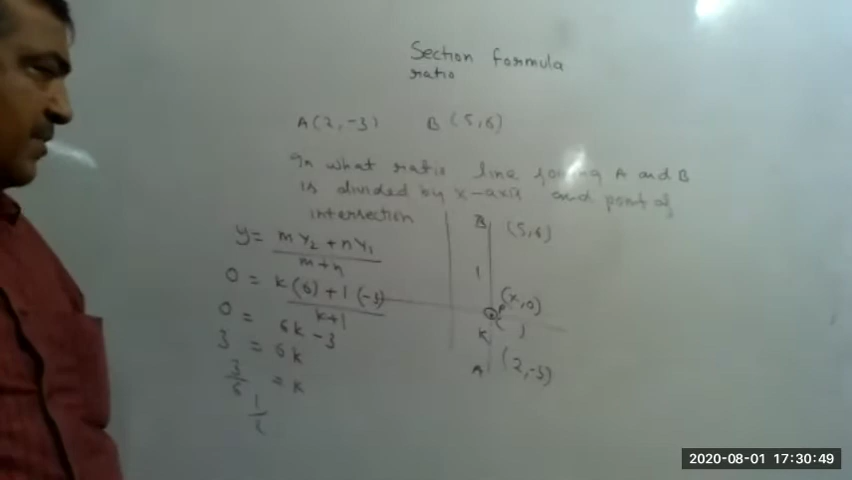 Section formula
ratio
A(2,-3) B (5,6)
In what ratio line joining A and B
is divided by x-axis and point of
intersection
y = mY₂ + nY₁
m+n
0 = k(6) + 1(-3)
k+1
0 = 6k - 3
3 = 6k
3/6 = k
1/2
B (5,6)
1
(x,0)
P
( )
K
A (2,-3)
2020-08-01 17:30:49